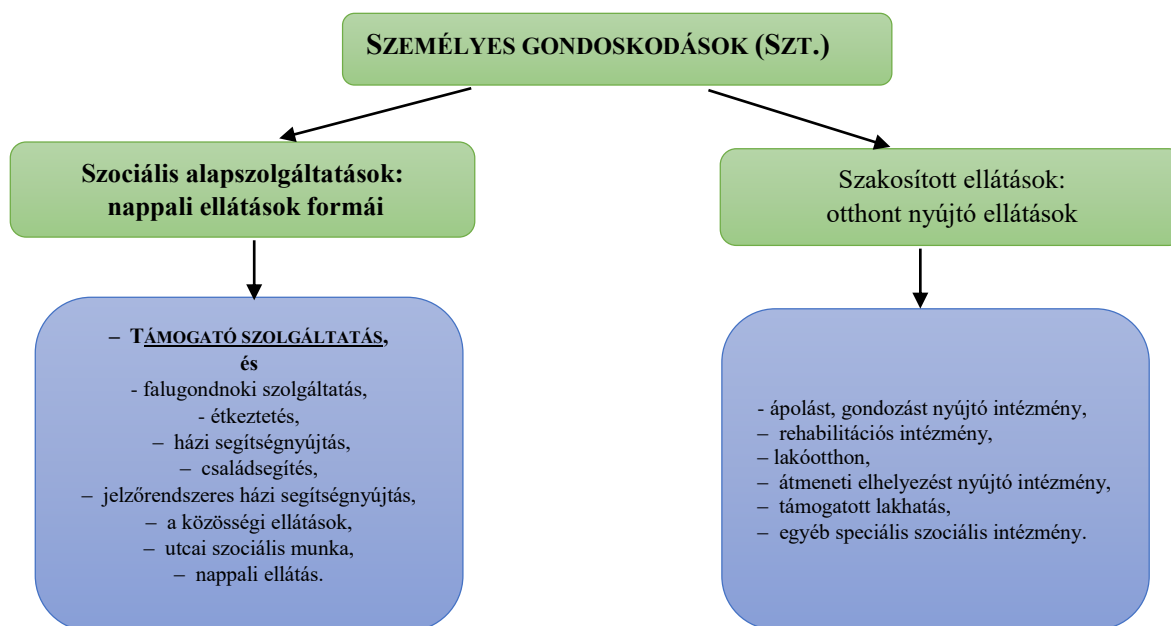 SZEMÉLYES GONDOSKODÁSOK (SZT.)
Szociális alapszolgáltatások:
nappali ellátások formái
Szakosított ellátások:
otthont nyújtó ellátások
– TÁMOGATÓ SZOLGÁLTATÁS,
és
- falugondnoki szolgáltatás,
- étkeztetés,
– házi segítségnyújtás,
– családsegítés,
– jelzőrendszeres házi segítségnyújtás,
– a közösségi ellátások,
– utcai szociális munka,
– nappali ellátás.
- ápolást, gondozást nyújtó intézmény,
– rehabilitációs intézmény,
– lakóotthon,
– átmeneti elhelyezést nyújtó intézmény,
– támogatott lakhatás,
– egyéb speciális szociális intézmény.